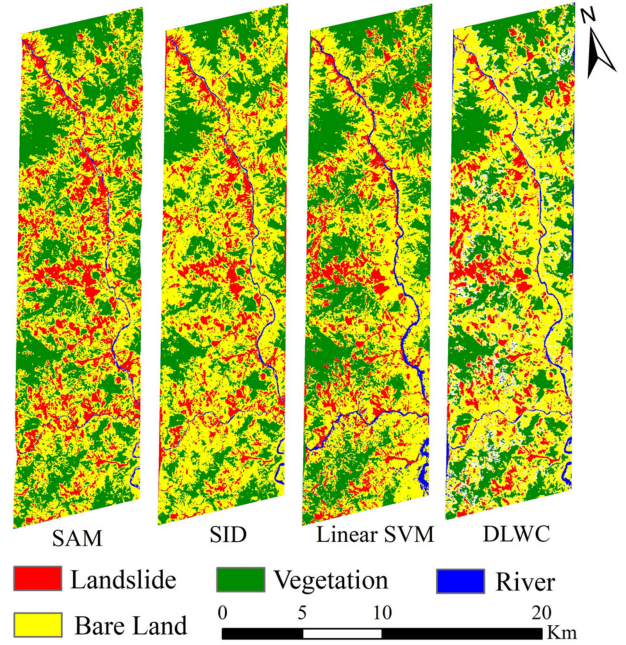 N
SAM SID Linear SVM DLWC
Landslide Vegetation River
Bare Land
0 5 10 20
Km